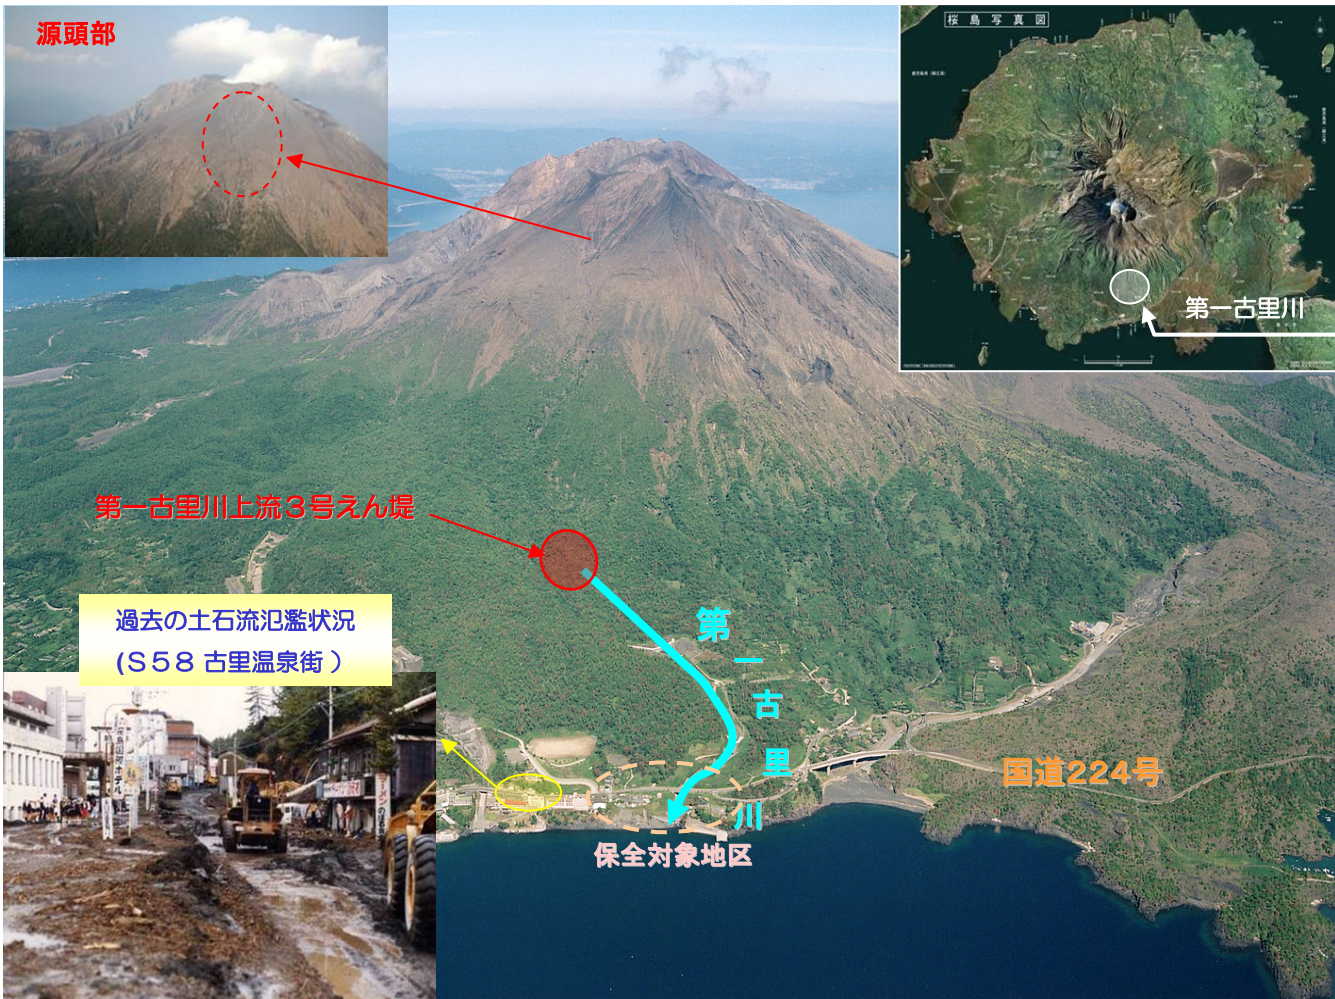 源頭部
桜島写真図
第一古里川
第一古里川上流３号えん堤
過去の土石流氾濫状況
(Ｓ５８ 古里温泉街 )
第一古里川
国道224号
保全対象地区